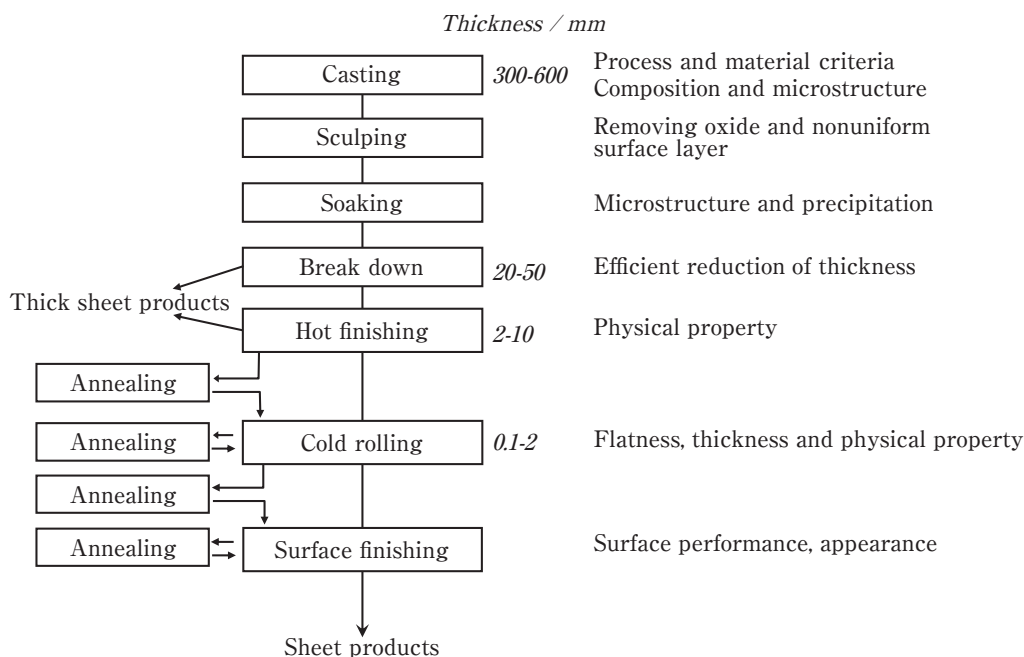 Thickness / mm
Casting 300-600 Process and material criteria
Composition and microstructure
Sculping Removing oxide and nonuniform
surface layer
Soaking Microstructure and precipitation
Break down 20-50 Efficient reduction of thickness
Thick sheet products
Hot finishing 2-10 Physical property
Annealing
Annealing Cold rolling 0.1-2 Flatness, thickness and physical property
Annealing
Annealing Surface finishing Surface performance, appearance
Sheet products